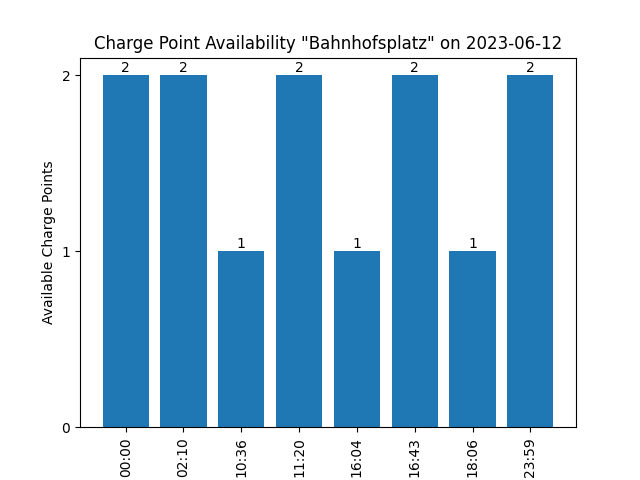 Charge Point Availability "Bahnhofsplatz" on 2023-06-12
2 2 1 2 1 2 1 2
2
1
0
Available Charge Points
00:00 02:10 10:36 11:20 16:04 16:43 18:06 23:59